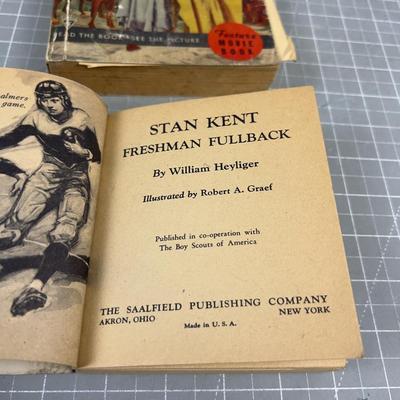 READ THE BOOK - SEE THE PICTURE
Feature
MOVIE
BOOK
almers
game.
STAN KENT
FRESHMAN FULLBACK
By William Heyliger
Illustrated by Robert A. Graef
Published in co-operation with
The Boy Scouts of America
THE SAALFIELD PUBLISHING COMPANY
AKRON, OHIO Made in U. S. A. NEW YORK